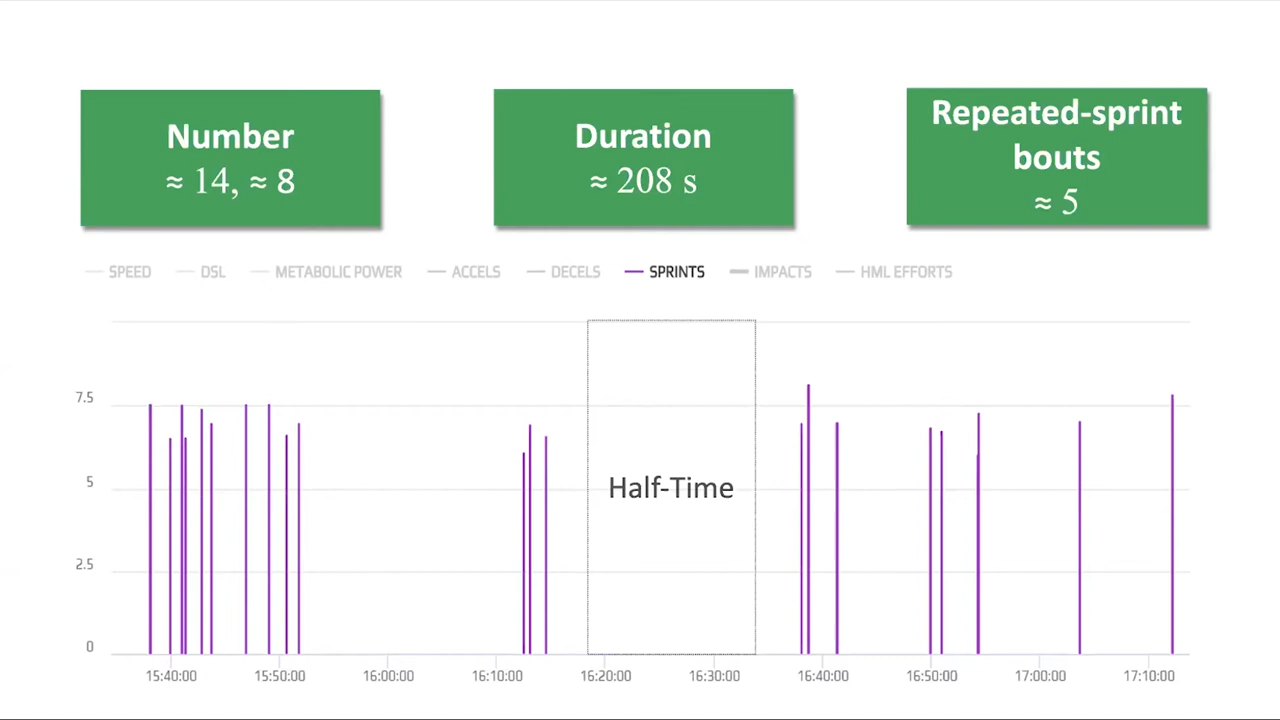 Number
≈ 14, ≈ 8
Duration
≈ 208 s
Repeated-sprint
bouts
≈ 5
SPEED DSL METABOLIC POWER ACCELS DECELS SPRINTS IMPACTS HML EFFORTS
7.5
5
2.5
0
Half-Time
15:40:00 15:50:00 16:00:00 16:10:00 16:20:00 16:30:00 16:40:00 16:50:00 17:00:00 17:10:00